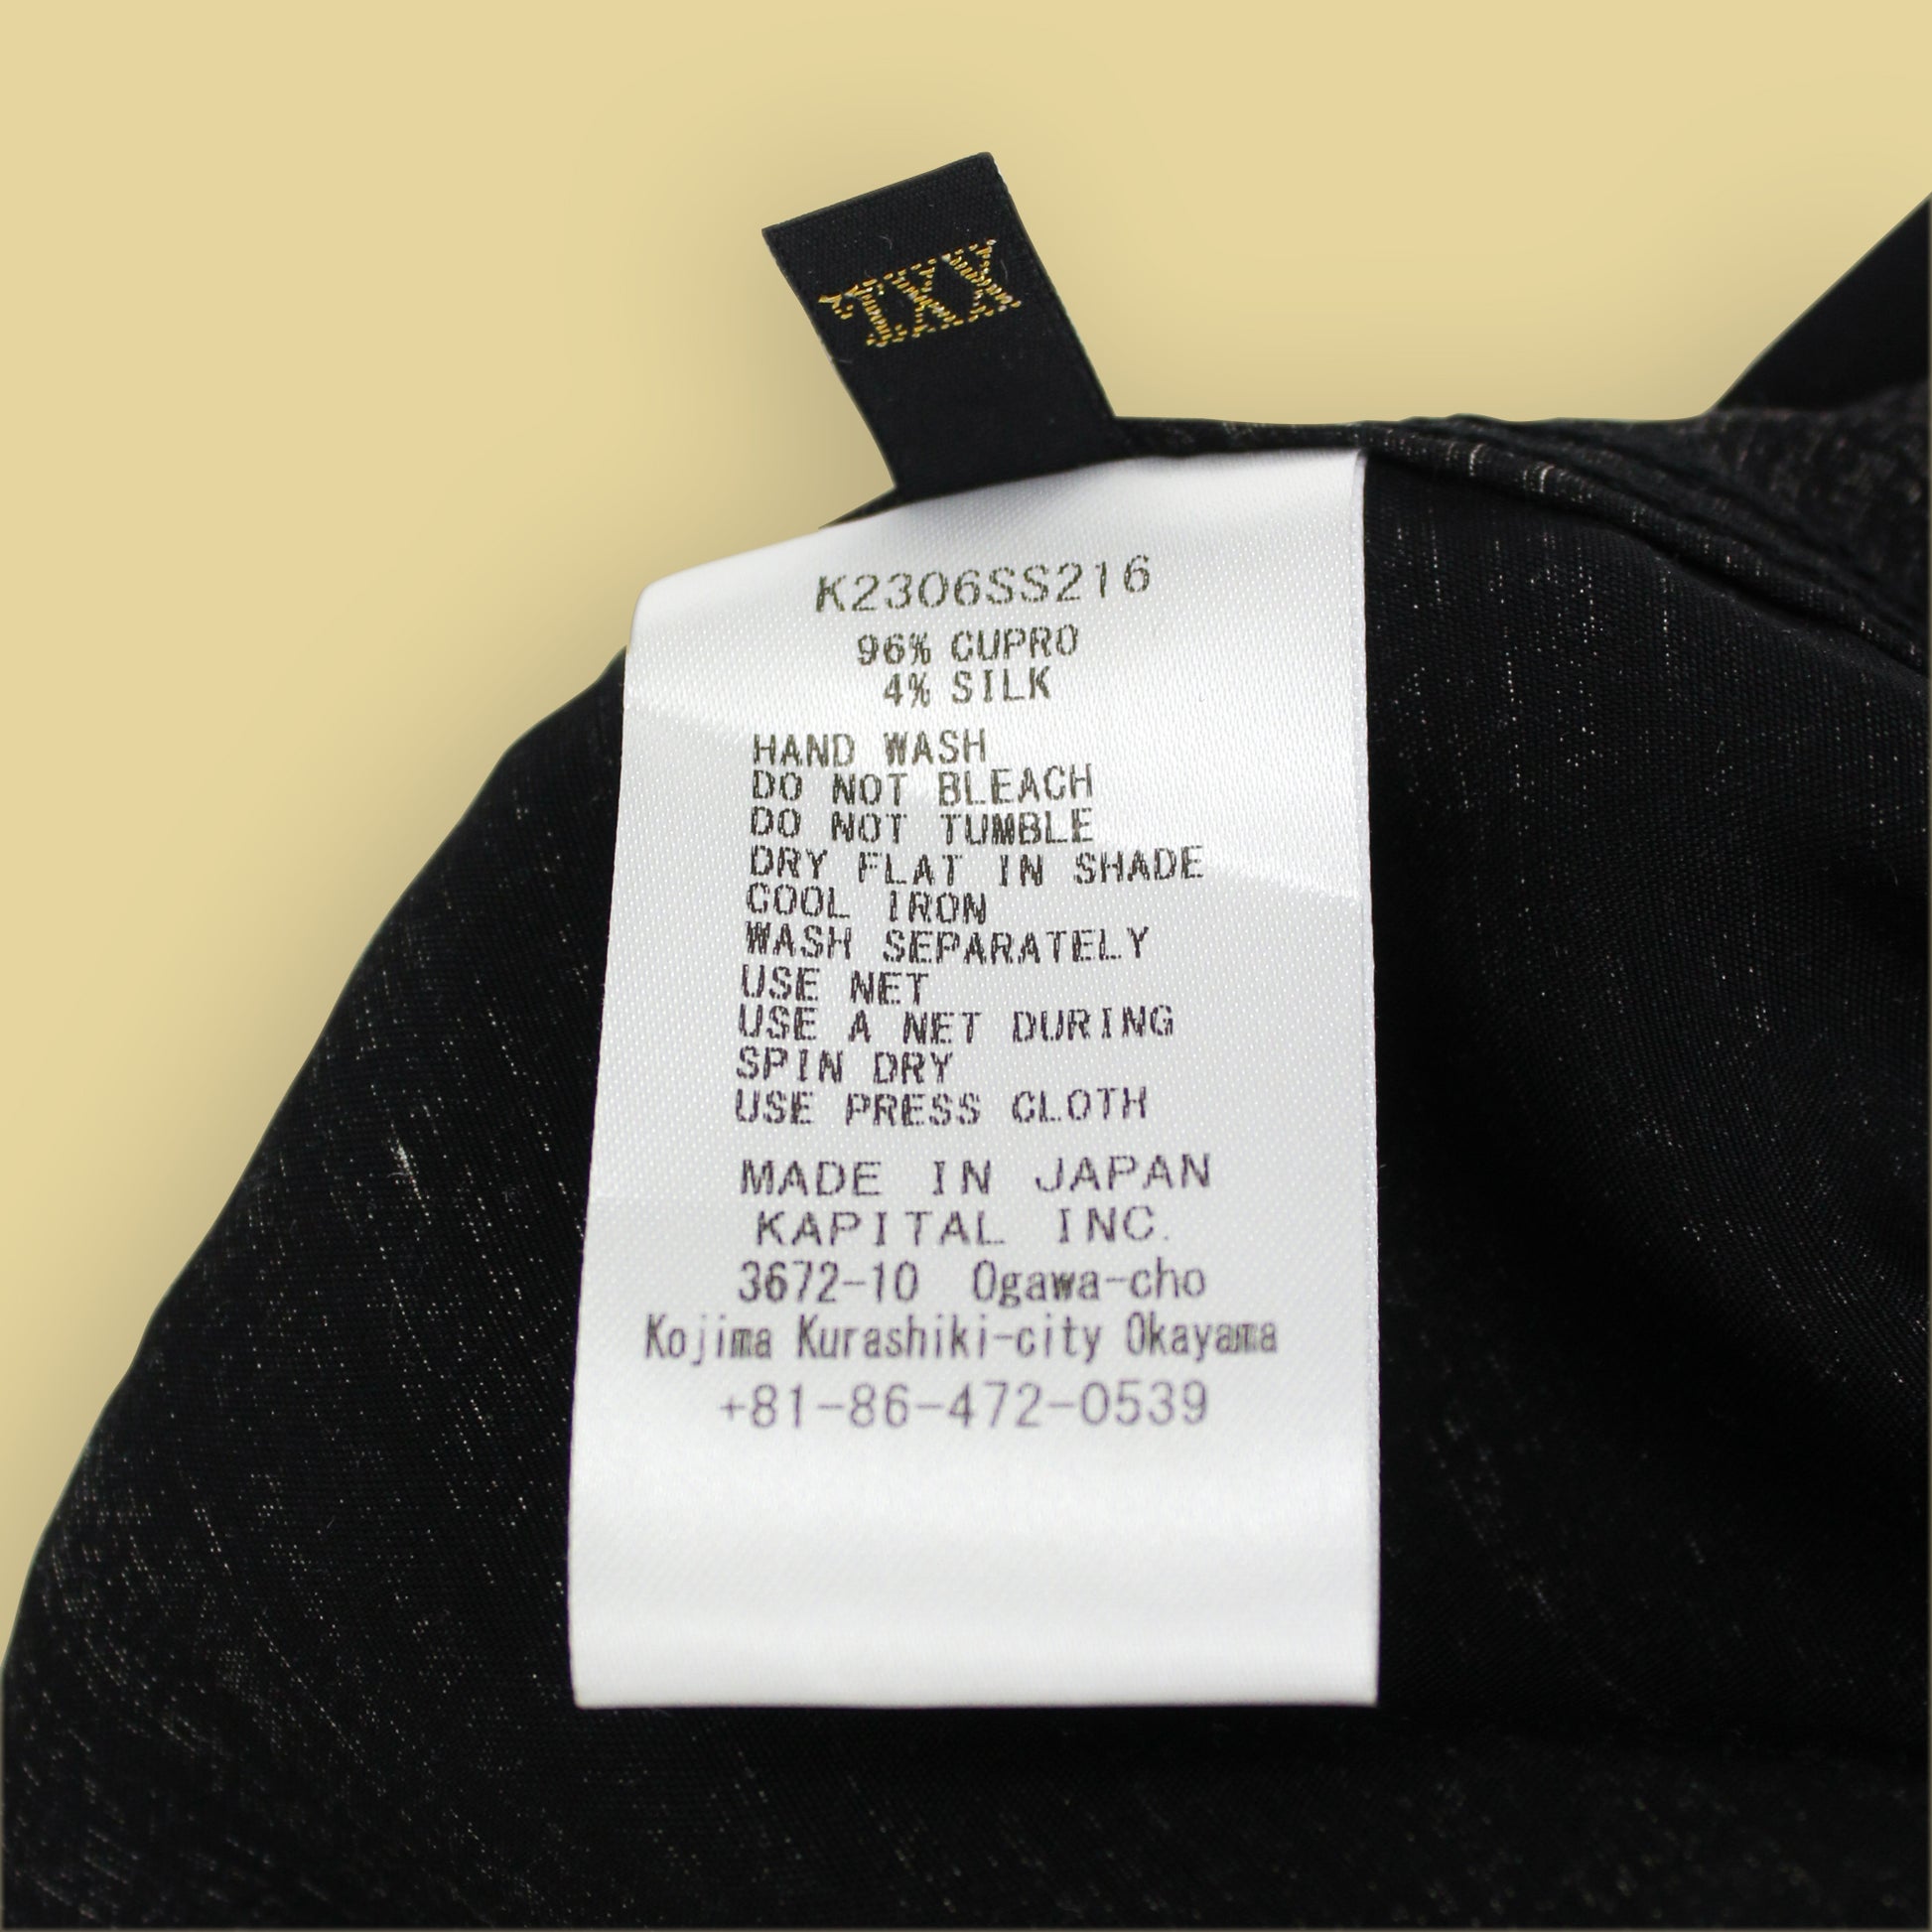 XXL
K2306SS216
96% CUPRO
4% SILK
HAND WASH
DO NOT BLEACH
DO NOT TUMBLE
DRY FLAT IN SHADE
COOL IRON
WASH SEPARATELY
USE NET
USE A NET DURING
SPIN DRY
USE PRESS CLOTH
MADE IN JAPAN
KAPITAL INC.
3672-10 Ogawa-cho
Kojima Kurashiki-city Okayama
+81-86-472-0539